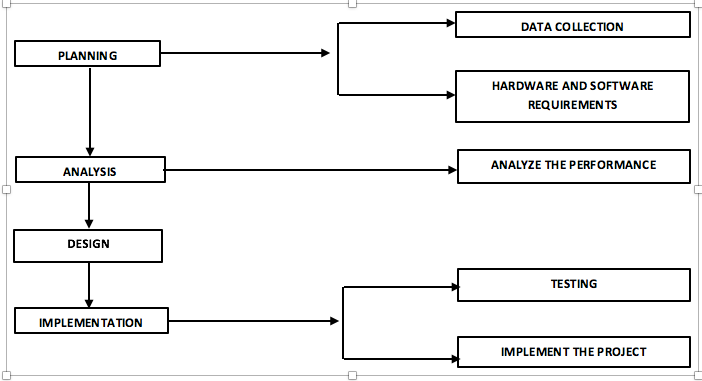 DATA COLLECTION
PLANNING
HARDWARE AND SOFTWARE
REQUIREMENTS
ANALYSIS
ANALYZE THE PERFORMANCE
DESIGN
TESTING
IMPLEMENTATION
IMPLEMENT THE PROJECT